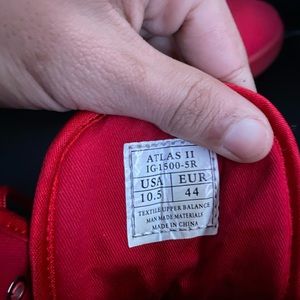 ATLAS II
IG1500-5R
USA EUR
10.5 44
TEXTILE UPPER BALANCE
MAN MADE MATERIALS
MADE IN CHINA